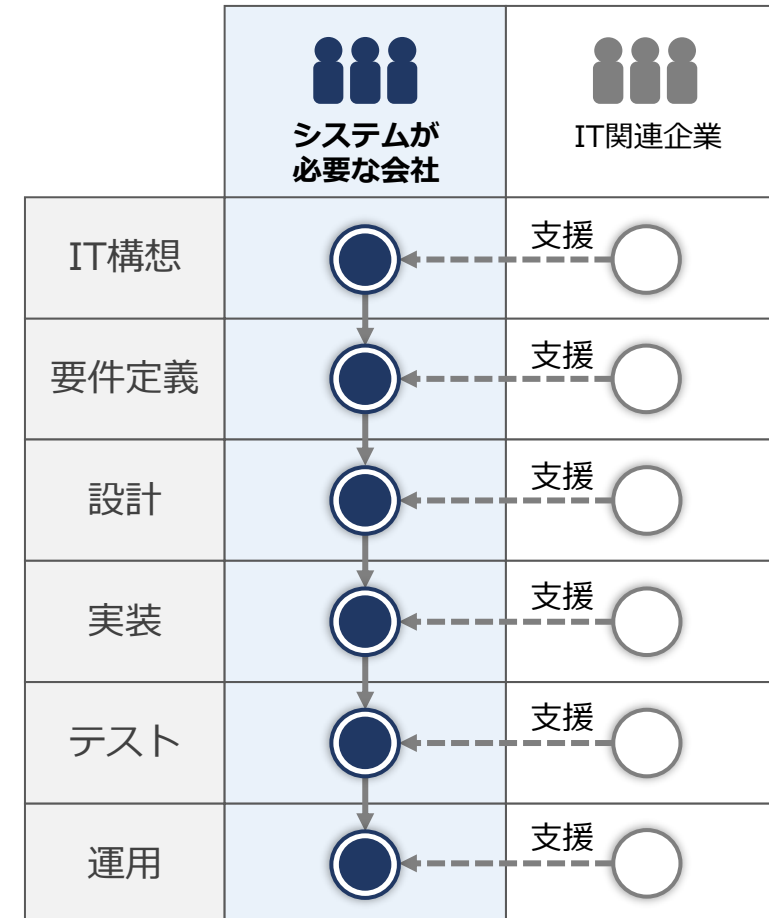 システムが
必要な会社
IT関連企業
IT構想
支援
要件定義
支援
設計
支援
実装
支援
テスト
支援
運用
支援